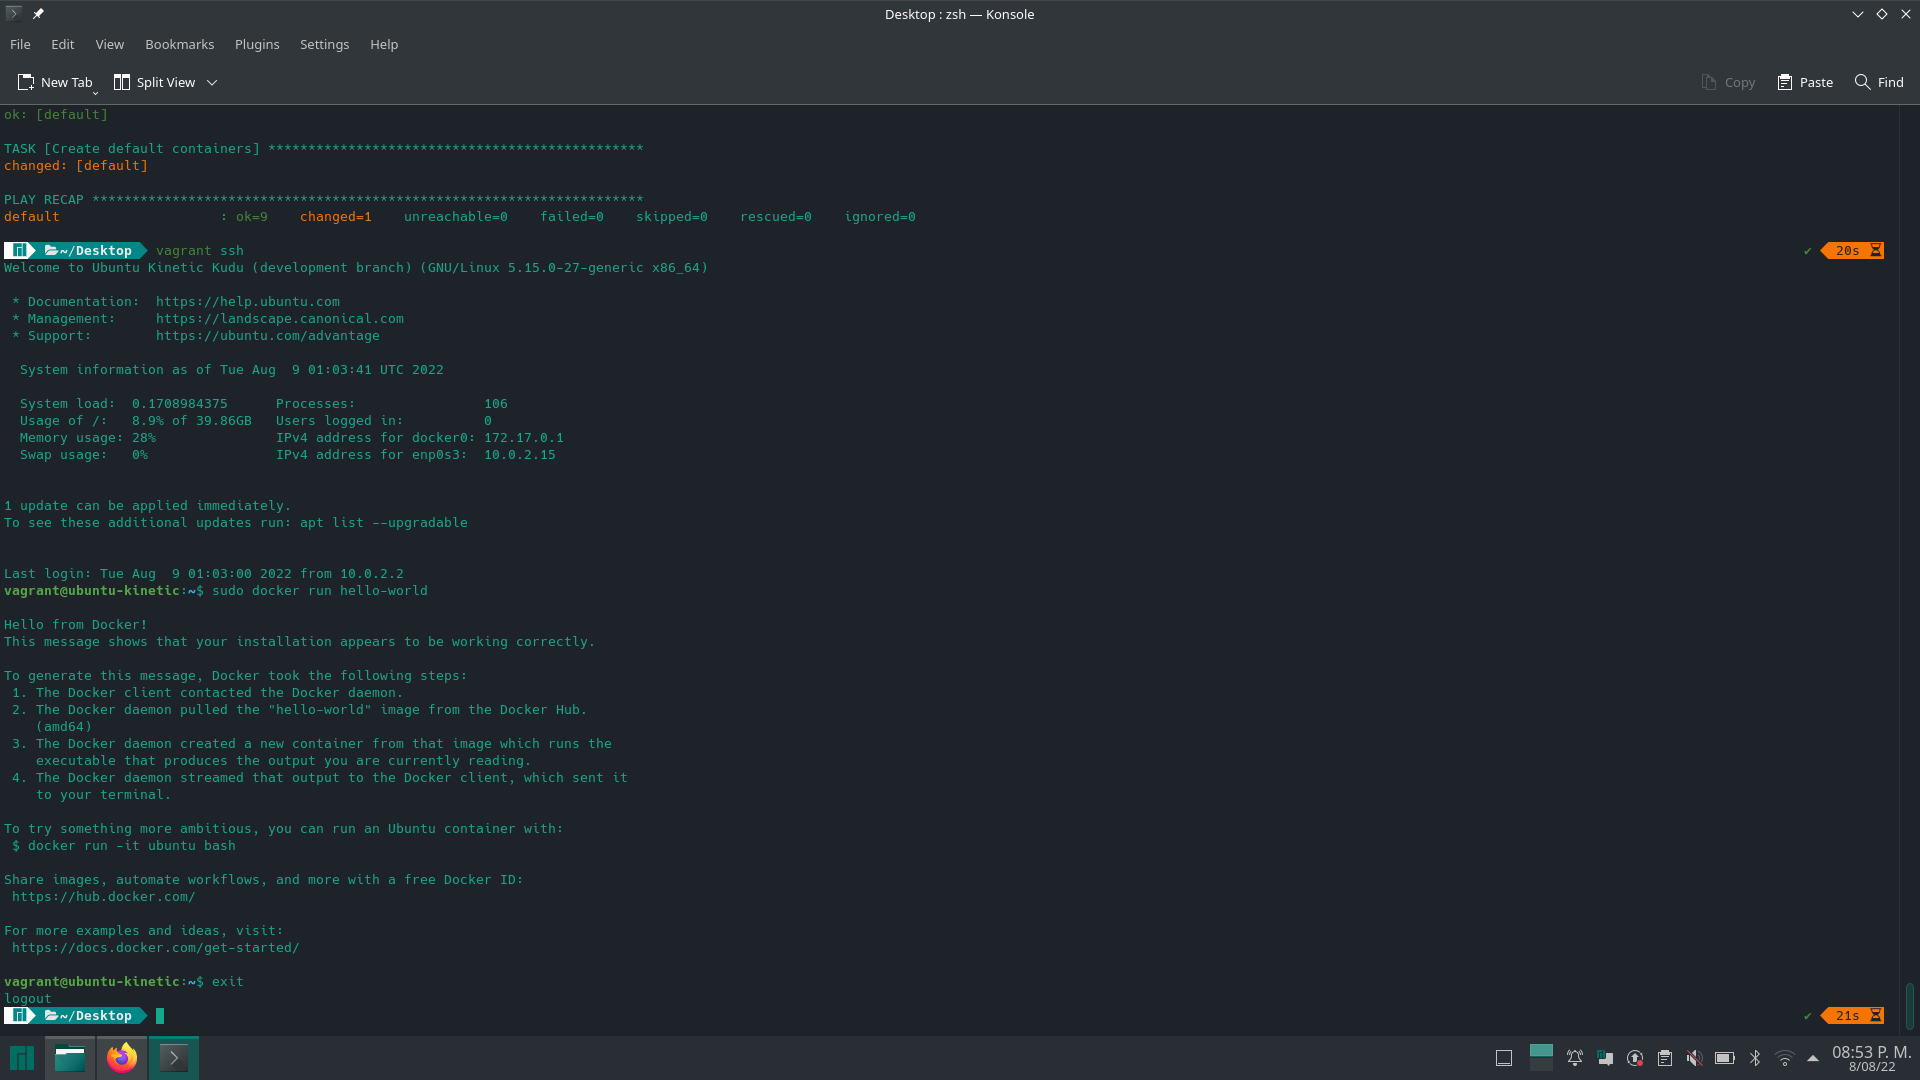 Desktop : zsh — Konsole
File Edit View Bookmarks Plugins Settings Help
New Tab Split View Copy Paste Find
ok: [default]
TASK [Create default containers] ***********************************************
changed: [default]
PLAY RECAP *********************************************************************
default : ok=9 changed=1 unreachable=0 failed=0 skipped=0 rescued=0 ignored=0
~/Desktop vagrant ssh ✔ 20s
Welcome to Ubuntu Kinetic Kudu (development branch) (GNU/Linux 5.15.0-27-generic x86_64)
* Documentation: https://help.ubuntu.com
* Management: https://landscape.canonical.com
* Support: https://ubuntu.com/advantage
System information as of Tue Aug 9 01:03:41 UTC 2022
System load: 0.1708984375 Processes: 106
Usage of /: 8.9% of 39.86GB Users logged in: 0
Memory usage: 28% IPv4 address for docker0: 172.17.0.1
Swap usage: 0% IPv4 address for enp0s3: 10.0.2.15
1 update can be applied immediately.
To see these additional updates run: apt list --upgradable
Last login: Tue Aug 9 01:03:00 2022 from 10.0.2.2
vagrant@ubuntu-kinetic:~$ sudo docker run hello-world
Hello from Docker!
This message shows that your installation appears to be working correctly.
To generate this message, Docker took the following steps:
1. The Docker client contacted the Docker daemon.
2. The Docker daemon pulled the "hello-world" image from the Docker Hub.
(amd64)
3. The Docker daemon created a new container from that image which runs the
executable that produces the output you are currently reading.
4. The Docker daemon streamed that output to the Docker client, which sent it
to your terminal.
To try something more ambitious, you can run an Ubuntu container with:
$ docker run -it ubuntu bash
Share images, automate workflows, and more with a free Docker ID:
https://hub.docker.com/
For more examples and ideas, visit:
https://docs.docker.com/get-started/
vagrant@ubuntu-kinetic:~$ exit
logout
~/Desktop ✔ 21s
08:53 P. M.
8/08/22